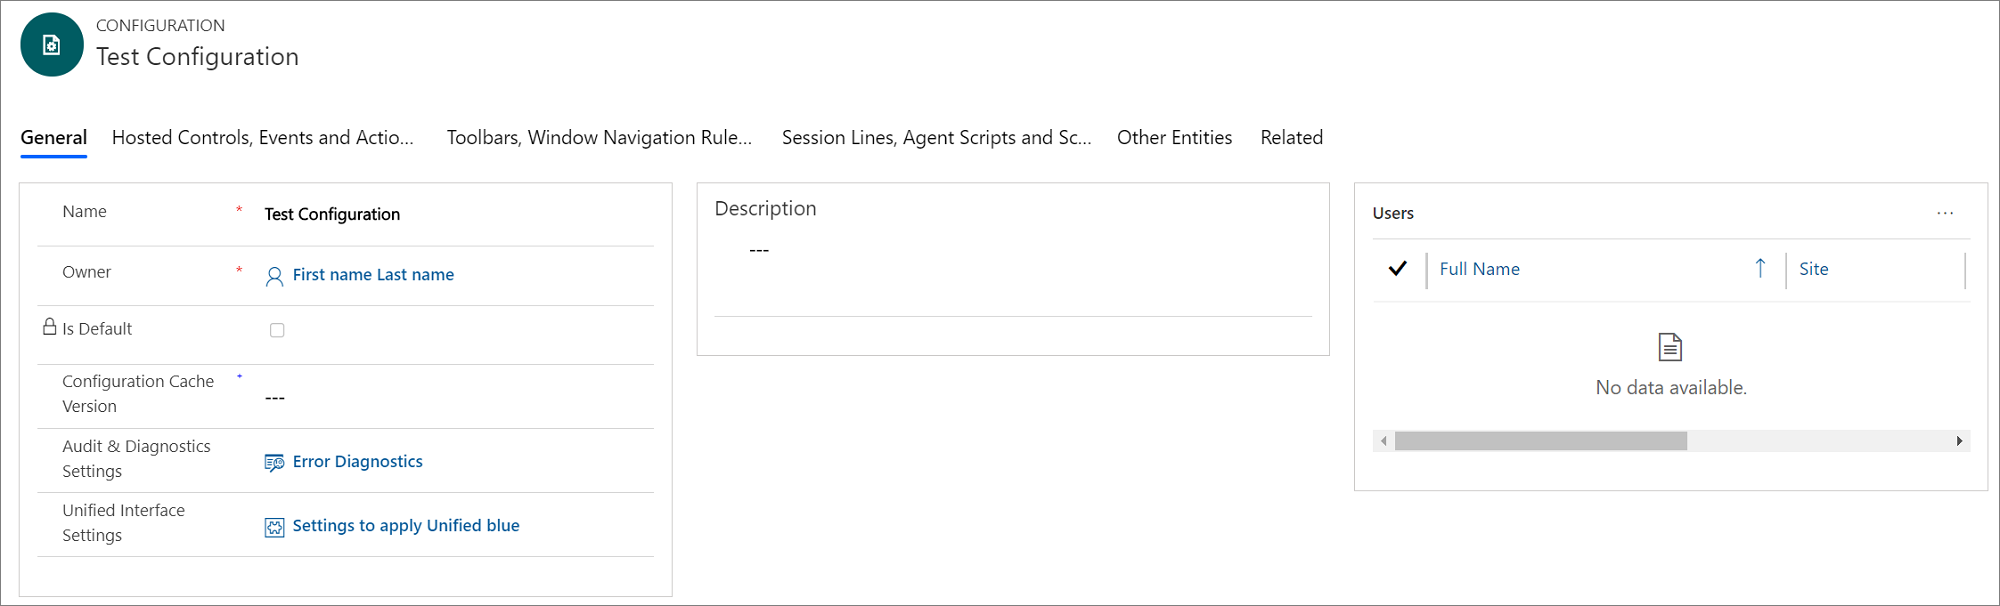 CONFIGURATION
Test Configuration
General
Hosted Controls, Events and Actio...
Toolbars, Window Navigation Rule...
Session Lines, Agent Scripts and Sc...
Other Entities
Related
Name * Test Configuration
Owner * First name Last name
Is Default
Configuration Cache
Version
---
Audit & Diagnostics
Settings
Error Diagnostics
Unified Interface
Settings
Settings to apply Unified blue
Description
---
Users
...
Full Name ↑ Site
No data available.